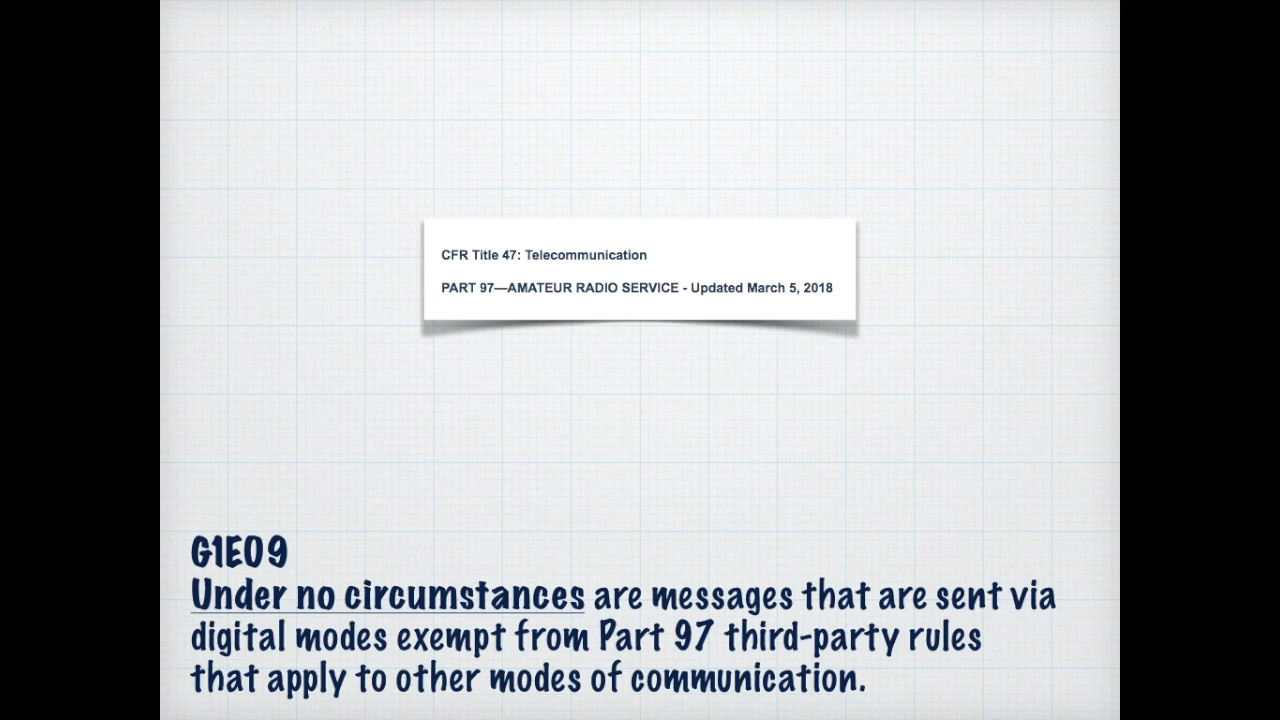 CFR Title 47: Telecommunication
PART 97—AMATEUR RADIO SERVICE - Updated March 5, 2018
G1E09
Under no circumstances are messages that are sent via
digital modes exempt from Part 97 third-party rules
that apply to other modes of communication.